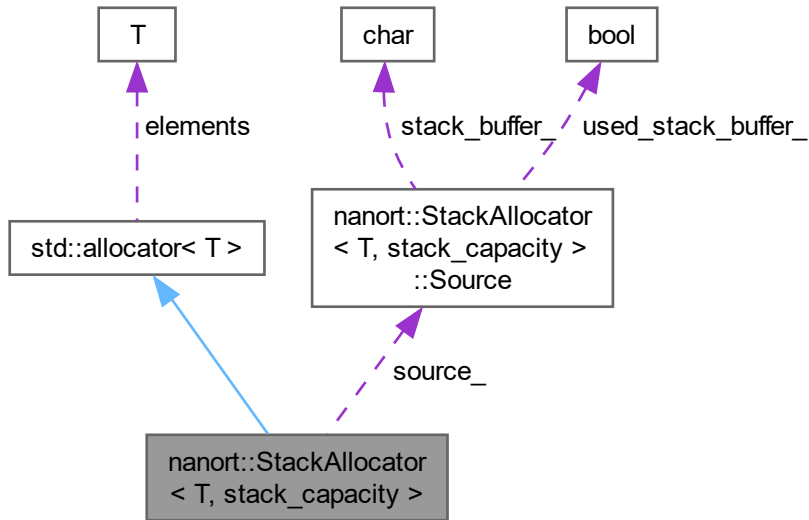 T
char
bool
elements
stack_buffer_
used_stack_buffer_
std::allocator< T >
nanort::StackAllocator
< T, stack_capacity >
::Source
source_
nanort::StackAllocator
< T, stack_capacity >